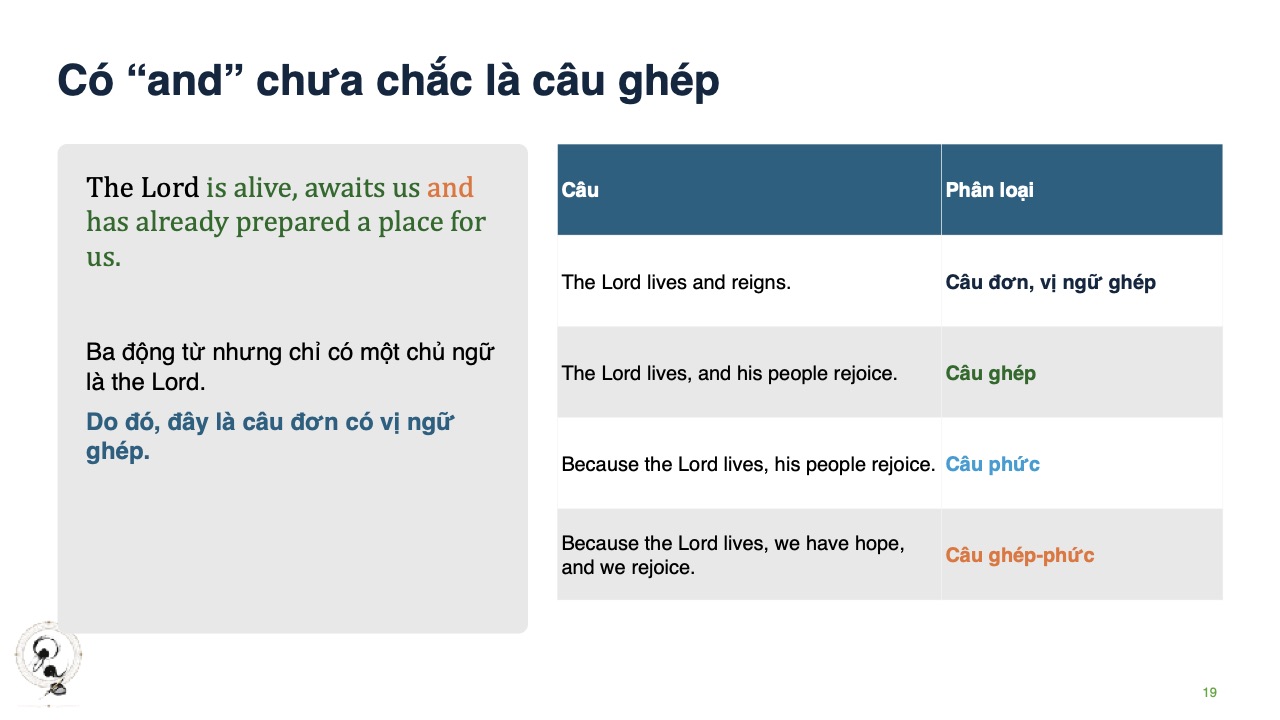 Có “and” chưa chắc là câu ghép
The Lord is alive, awaits us and
has already prepared a place for
us.
Ba động từ nhưng chỉ có một chủ ngữ
là the Lord.
Do đó, đây là câu đơn có vị ngữ
ghép.
Câu
Phân loại
The Lord lives and reigns.
Câu đơn, vị ngữ ghép
The Lord lives, and his people rejoice.
Câu ghép
Because the Lord lives, his people rejoice.
Câu phức
Because the Lord lives, we have hope,
and we rejoice.
Câu ghép-phức
19